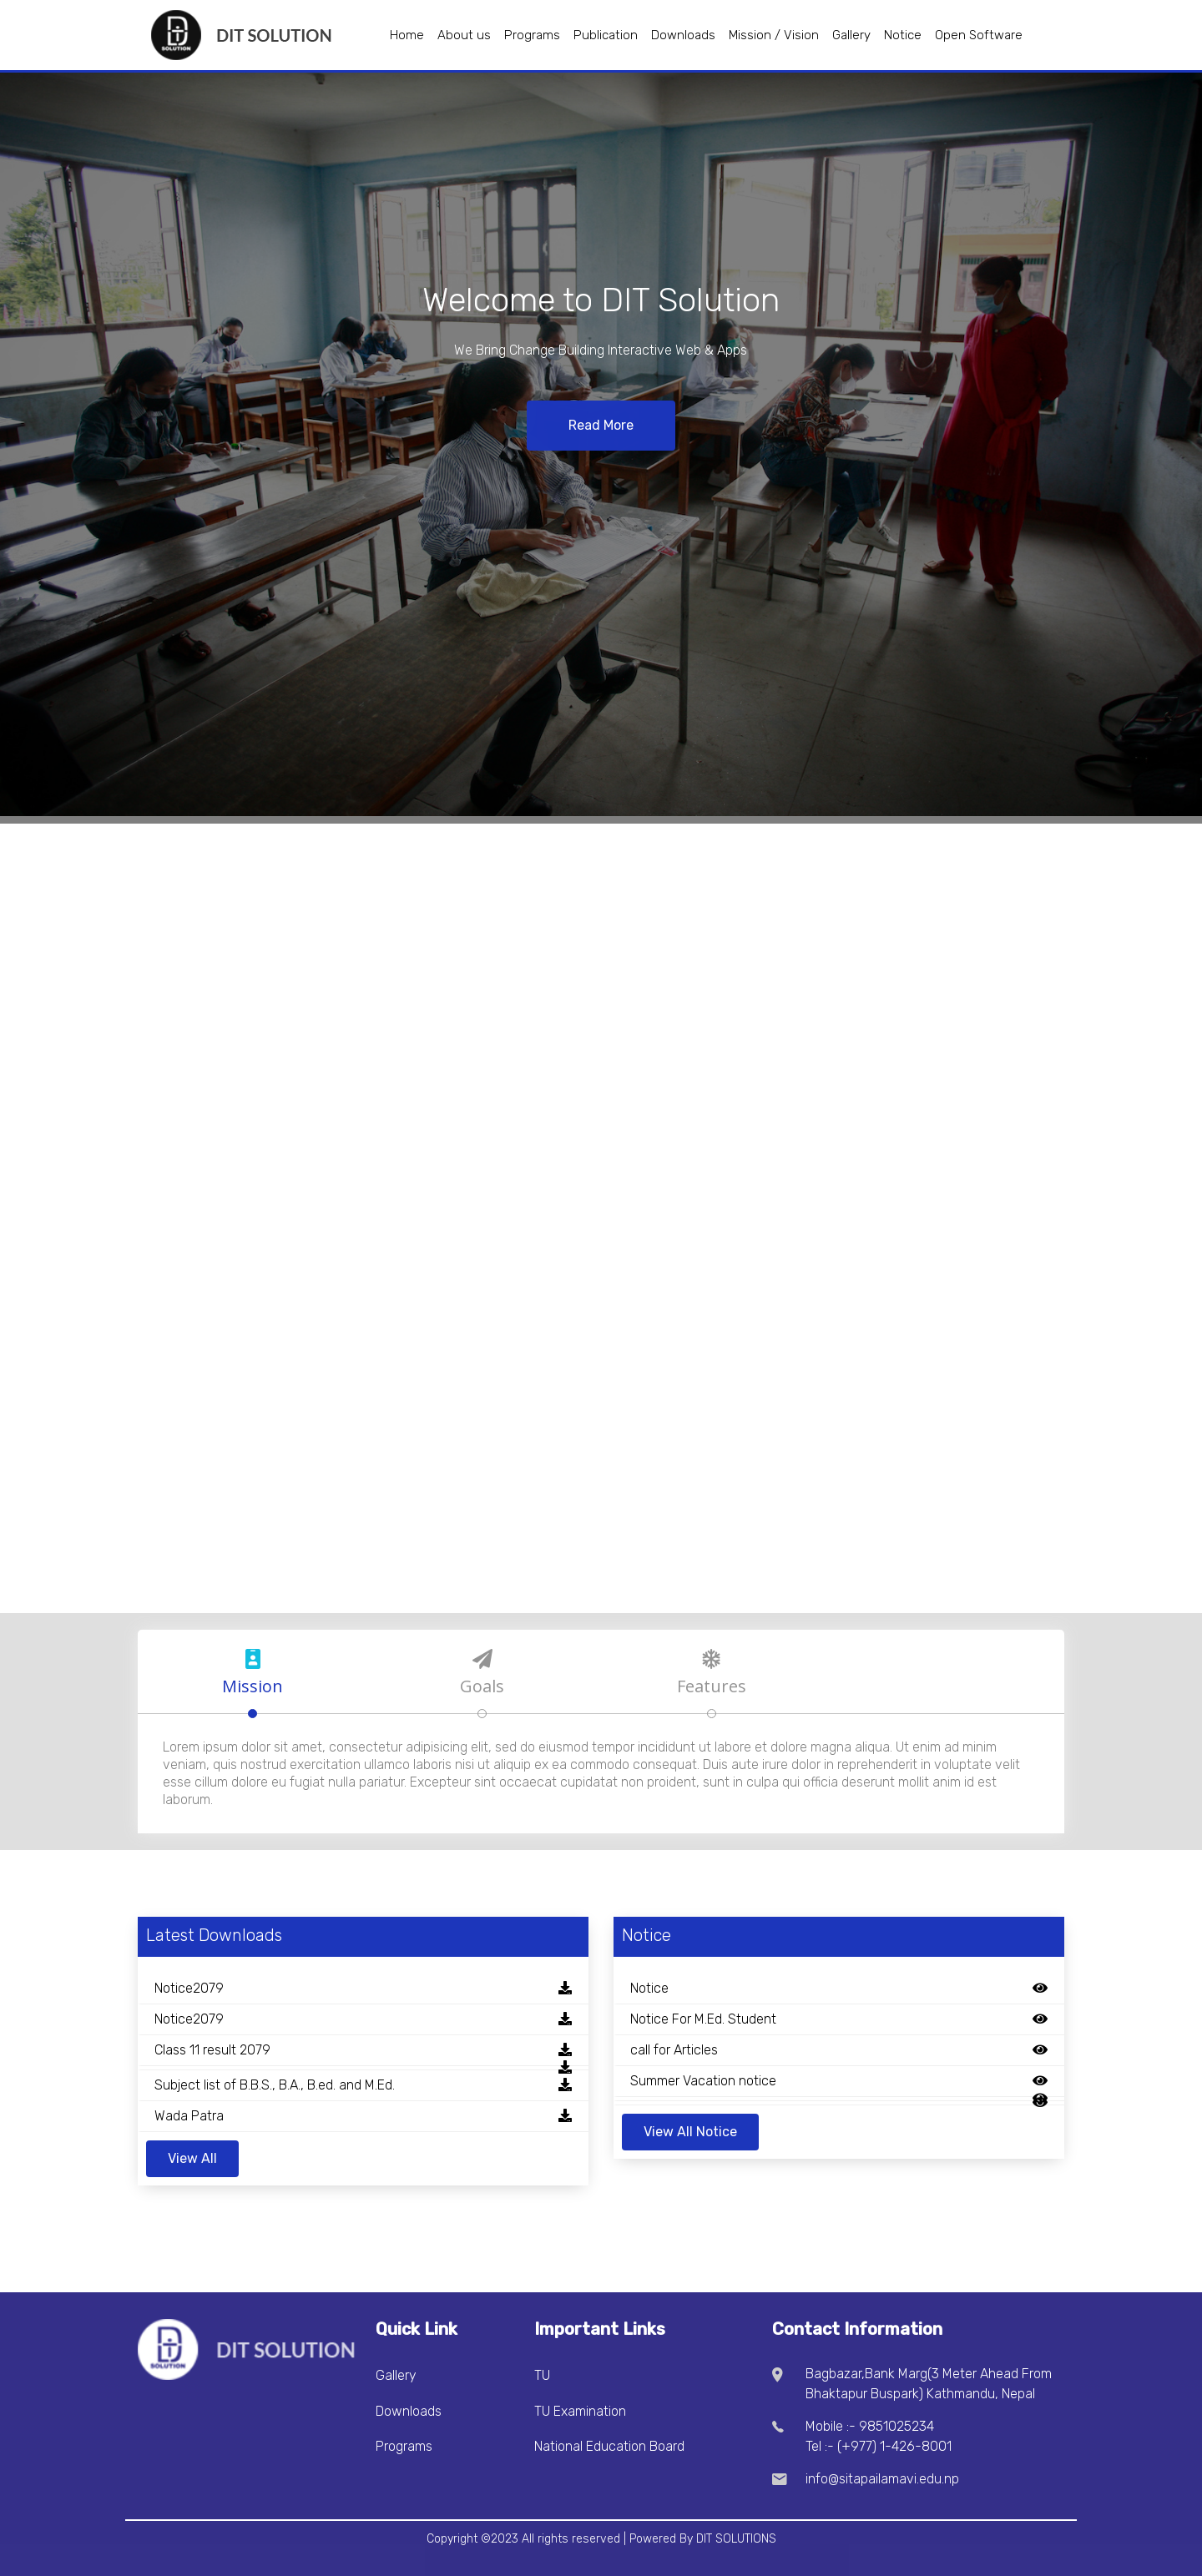 DIT SOLUTION
DIT SOLUTION Home About us Programs Publication Downloads Mission / Vision Gallery Notice Open Software
Welcome to DIT Solution
We Bring Change Building Interactive Web & Apps
Read More
Mission Goals Features
Lorem ipsum dolor sit amet, consectetur adipisicing elit, sed do eiusmod tempor incididunt ut labore et dolore magna aliqua. Ut enim ad minim
veniam, quis nostrud exercitation ullamco laboris nisi ut aliquip ex ea commodo consequat. Duis aute irure dolor in reprehenderit in voluptate velit
esse cillum dolore eu fugiat nulla pariatur. Excepteur sint occaecat cupidatat non proident, sunt in culpa qui officia deserunt mollit anim id est
laborum.
Latest Downloads
Notice2079
Notice2079
Class 11 result 2079
Subject list of B.B.S., B.A., B.ed. and M.Ed.
Wada Patra
View All
Notice
Notice
Notice For M.Ed. Student
call for Articles
Summer Vacation notice
View All Notice
SOLUTION
DIT SOLUTION
Quick Link
Gallery
Downloads
Programs
Important Links
TU
TU Examination
National Education Board
Contact Information
Bagbazar,Bank Marg(3 Meter Ahead From
Bhaktapur Buspark) Kathmandu, Nepal
Mobile :- 9851025234
Tel :- (+977) 1-426-8001
info@sitapailamavi.edu.np
Copyright ©2023 All rights reserved | Powered By DIT SOLUTIONS